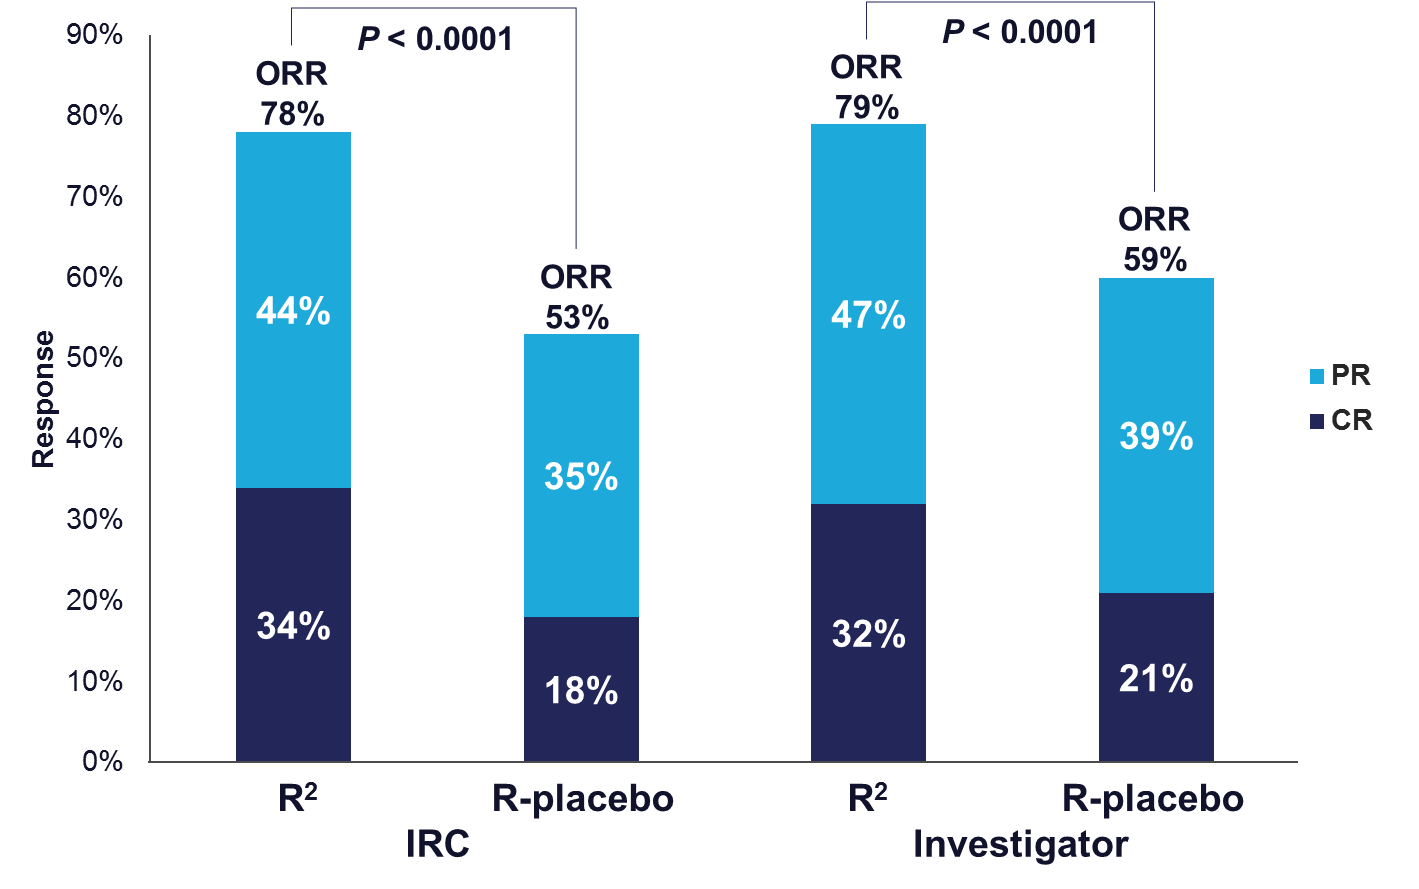 P < 0.0001
P < 0.0001
90%
80%
70%
60%
50%
40%
30%
20%
10%
0%
Response
ORR
78%
44%
34%
ORR
53%
35%
18%
ORR
79%
47%
32%
ORR
59%
39%
21%
PR
CR
R²
R-placebo
R²
R-placebo
IRC
Investigator